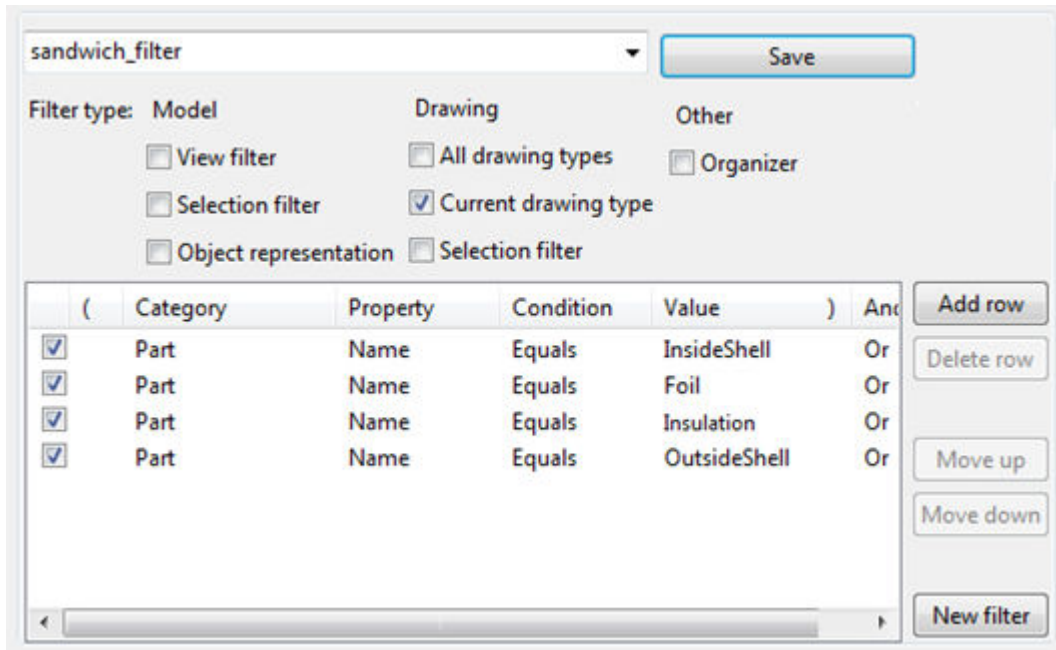 sandwich_filter Save
Filter type: Model Drawing Other
View filter All drawing types Organizer
Selection filter Current drawing type
Object representation Selection filter
( Category Property Condition Value ) And Add row
Part Name Equals InsideShell Or Delete row
Part Name Equals Foil Or
Part Name Equals Insulation Or
Part Name Equals OutsideShell Or Move up
Move down
New filter